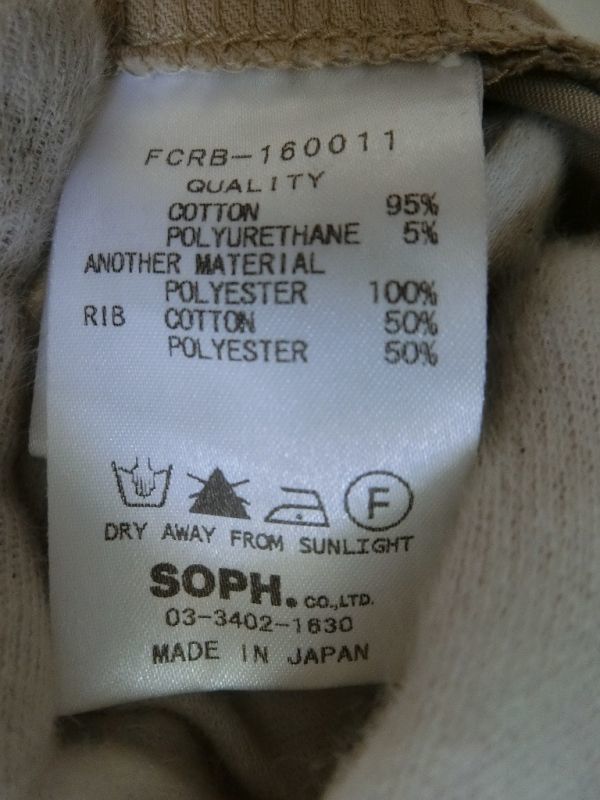 FCRB-160011
QUALITY
COTTON 95%
POLYURETHANE 5%
ANOTHER MATERIAL
POLYESTER 100%
RIB COTTON 50%
POLYESTER 50%
F
DRY AWAY FROM SUNLIGHT
SOPH. CO.,LTD.
03-3402-1630
MADE IN JAPAN